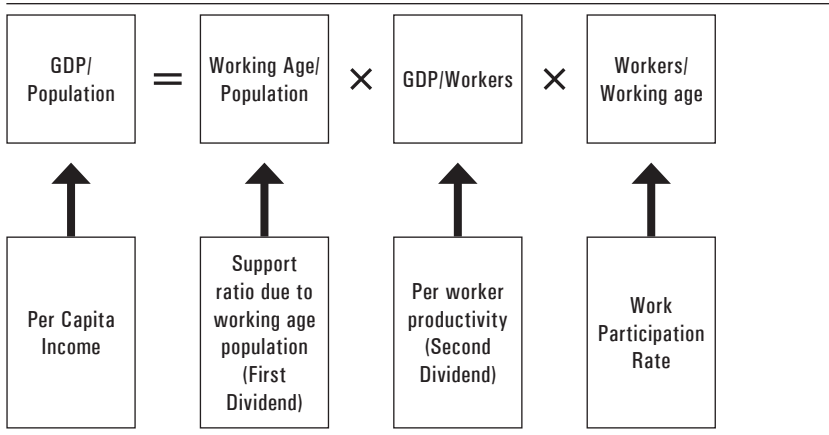 GDP/
Population
=
Working Age/
Population
×
GDP/Workers
×
Workers/
Working age
Per Capita
Income
Support
ratio due to
working age
population
(First
Dividend)
Per worker
productivity
(Second
Dividend)
Work
Participation
Rate